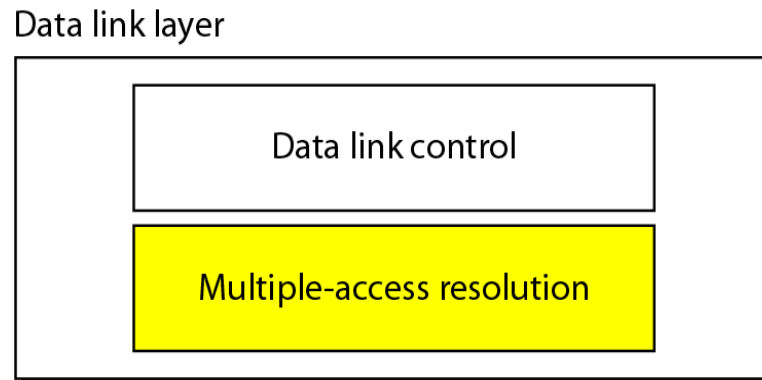 Data link layer
Data link control
Multiple-access resolution